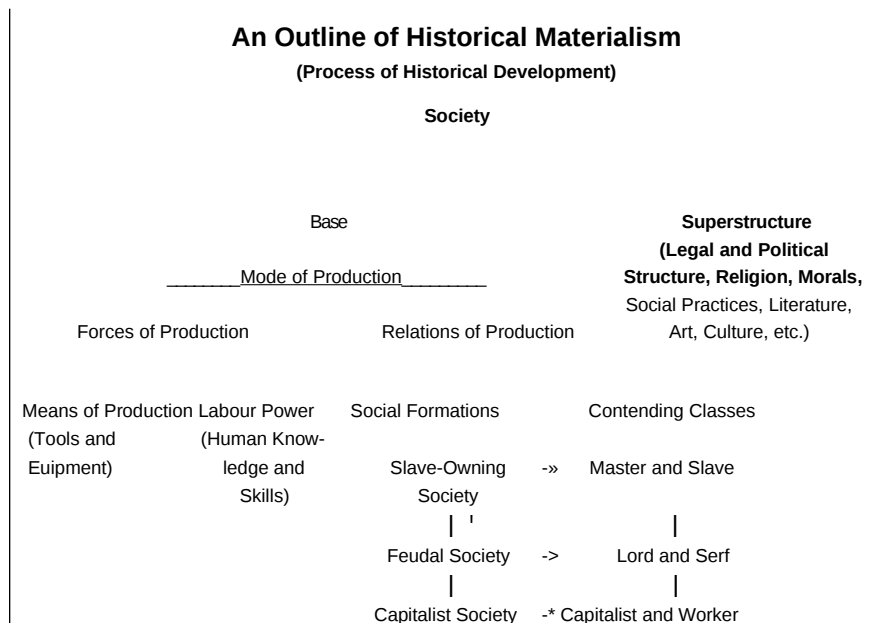 An Outline of Historical Materialism
(Process of Historical Development)
Society
Base
Superstructure
(Legal and Political
Structure, Religion, Morals,
Social Practices, Literature,
Art, Culture, etc.)
________Mode of Production_________
Forces of Production Relations of Production
Means of Production Labour Power Social Formations Contending Classes
(Tools and (Human Know-
Euipment) ledge and Slave-Owning -» Master and Slave
Skills) Society
| ' |
Feudal Society -> Lord and Serf
| |
Capitalist Society -* Capitalist and Worker